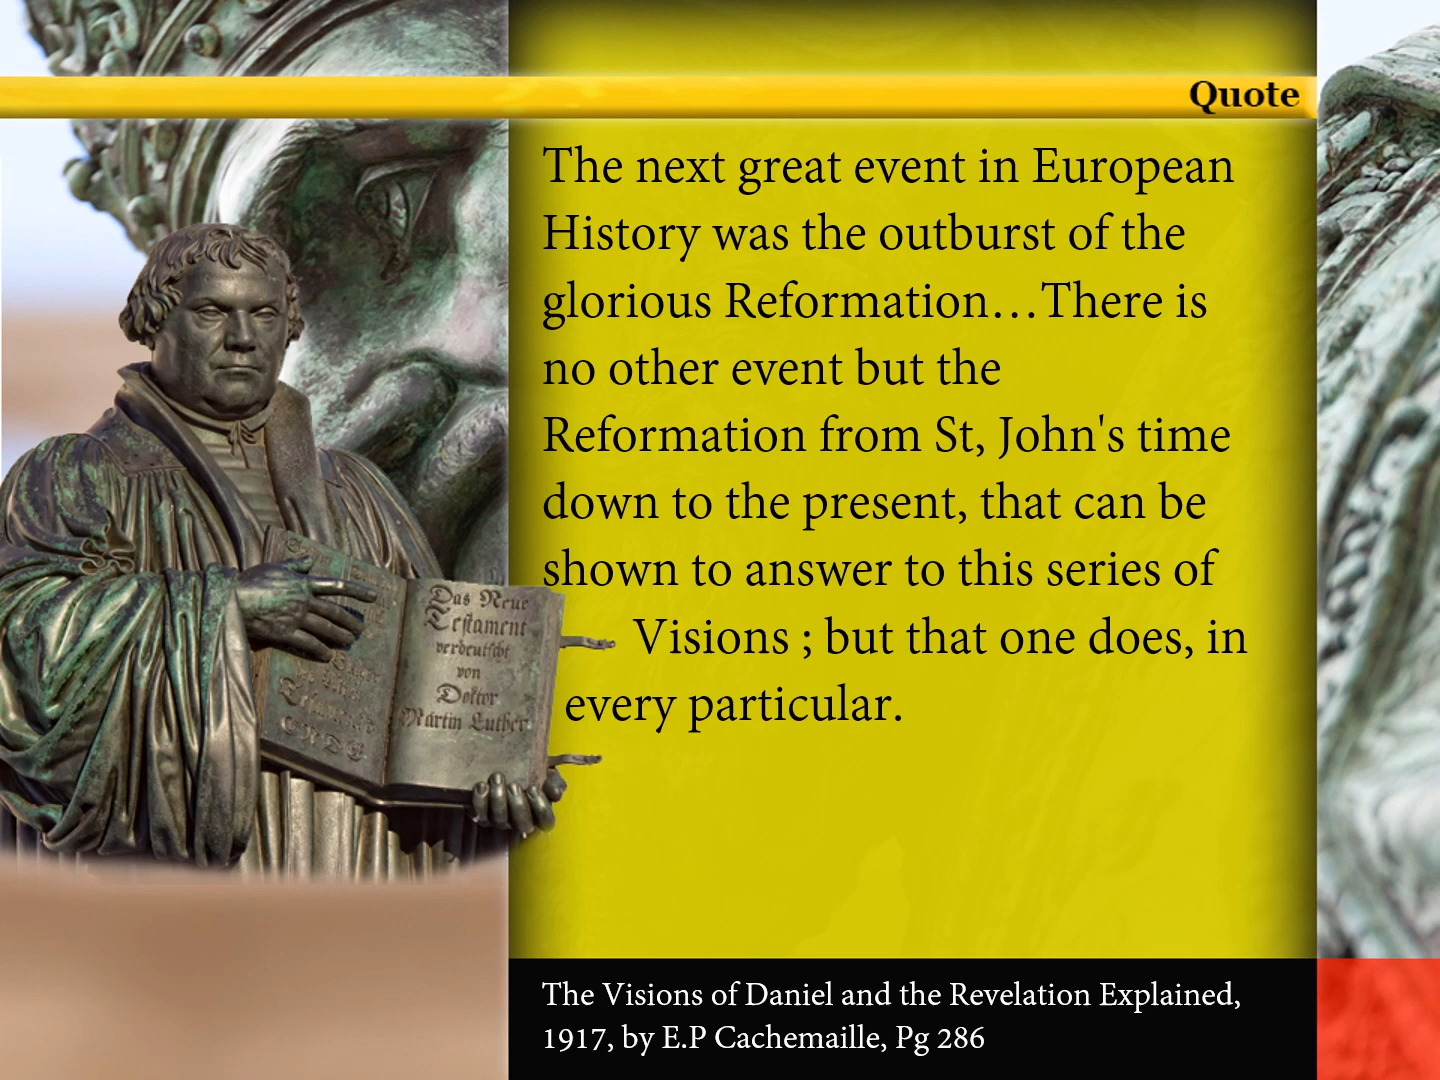 Quote
The next great event in European
History was the outburst of the
glorious Reformation…There is
no other event but the
Reformation from St, John's time
down to the present, that can be
shown to answer to this series of
Visions ; but that one does, in
every particular.
Das Neue
Testament
verdeutscht
von
Doktor
Martin Luther
The Visions of Daniel and the Revelation Explained,
1917, by E.P Cachemaille, Pg 286